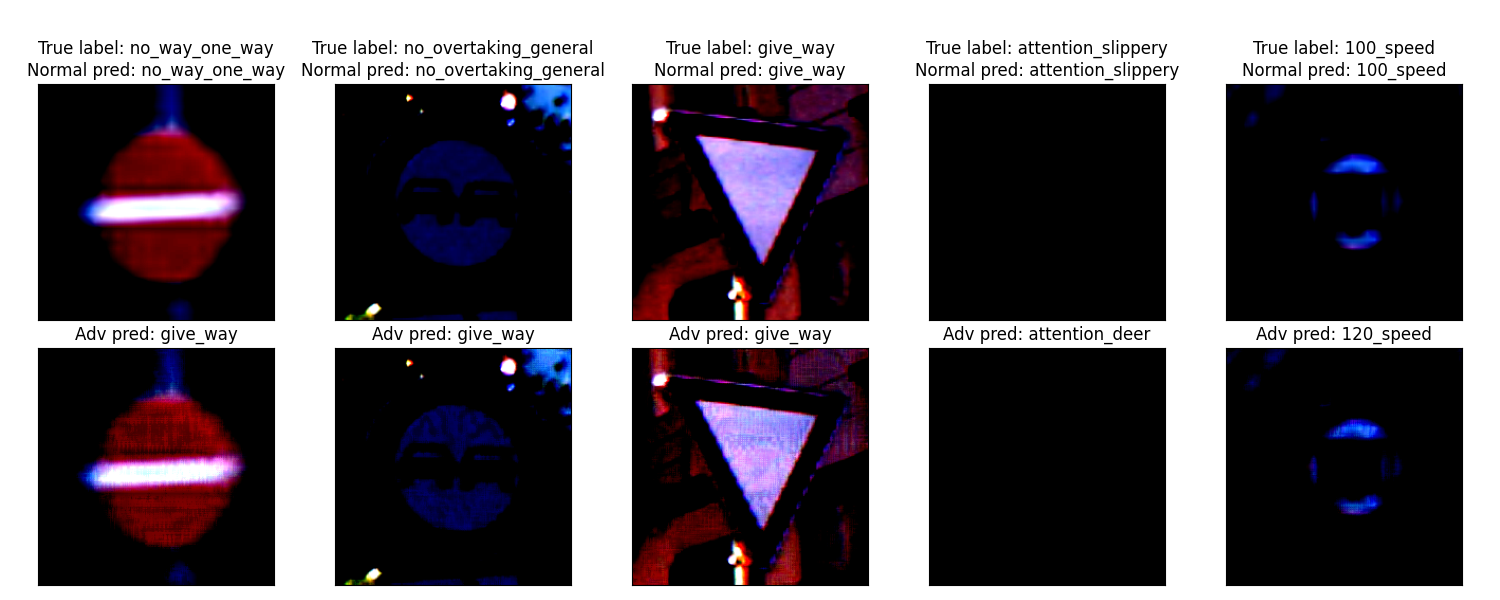 True label: no_way_one_way
Normal pred: no_way_one_way
True label: no_overtaking_general
Normal pred: no_overtaking_general
True label: give_way
Normal pred: give_way
True label: attention_slippery
Normal pred: attention_slippery
True label: 100_speed
Normal pred: 100_speed
Adv pred: give_way
Adv pred: give_way
Adv pred: give_way
Adv pred: attention_deer
Adv pred: 120_speed